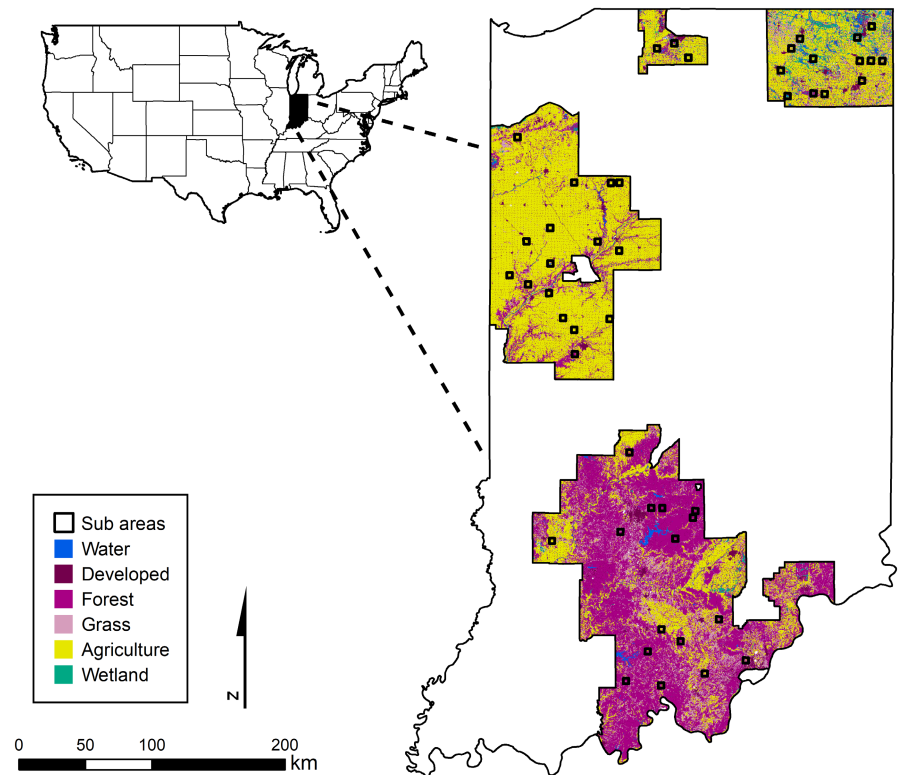 Sub areas
Water
Developed
Forest
Grass
Agriculture
Wetland
N
0 50 100 200
km